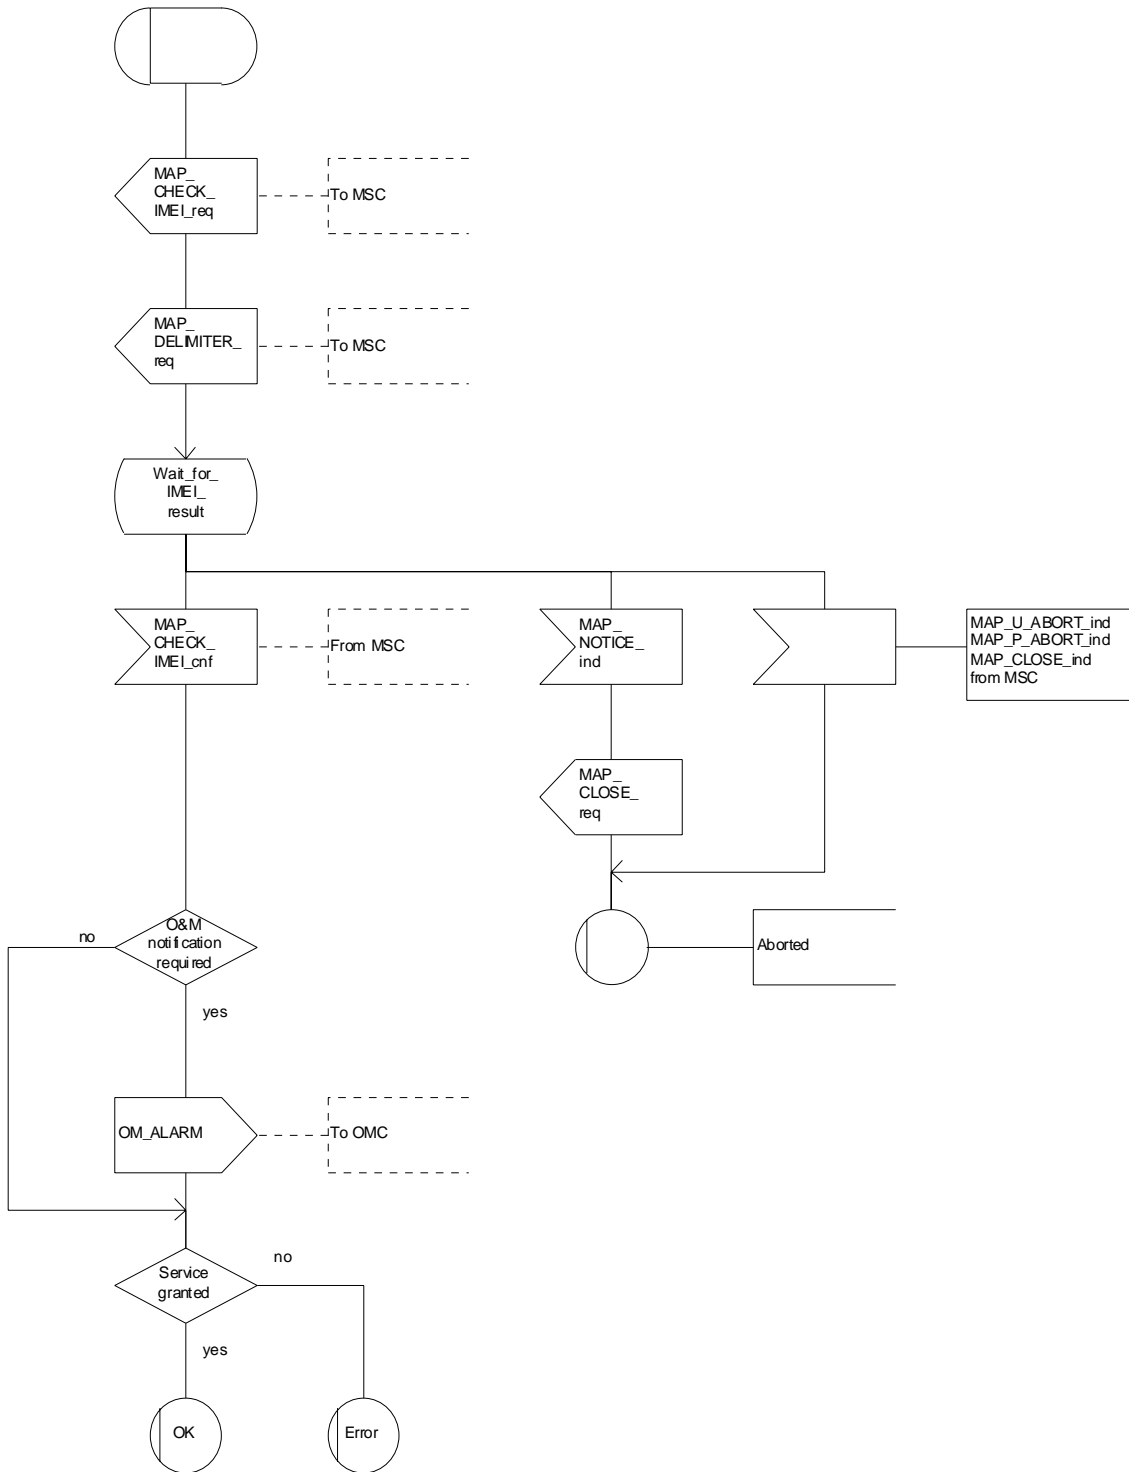 MAP_
CHECK_
IMEI_req
To MSC
MAP_
DELIMITER_
req
To MSC
Wait_for_
IMEI_
result
MAP_
CHECK_
IMEI_cnf
From MSC
MAP_
NOTICE_
ind
MAP_U_ABORT_ind
MAP_P_ABORT_ind
MAP_CLOSE_ind
from MSC
MAP_
CLOSE_
req
no
O&M
notification
required
Aborted
yes
OM_ALARM
To OMC
no
Service
granted
yes
OK
Error